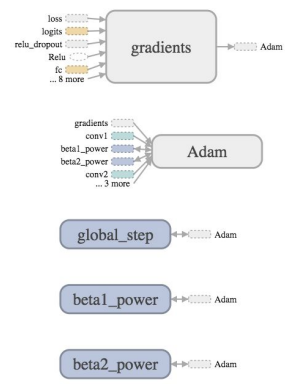 loss
logits
relu_dropout
Relu
fc
... 8 more
gradients
Adam
gradients
conv1
beta1_power
beta2_power
conv2
... 3 more
Adam
global_step
Adam
beta1_power
Adam
beta2_power
Adam